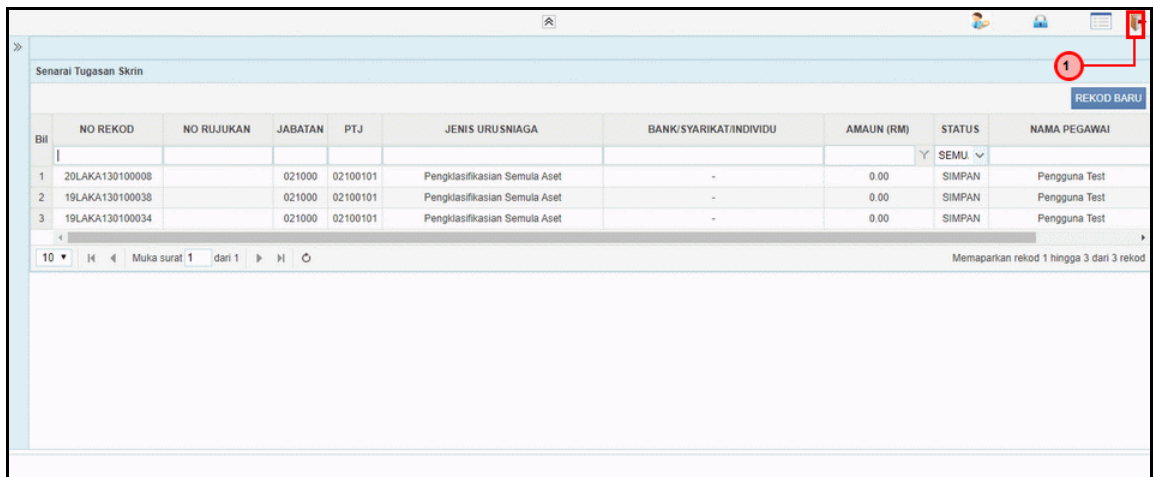 1
Senarai Tugasan Skrin
REKOD BARU
Bil NO REKOD NO RUJUKAN JABATAN PTJ JENIS URUSNIAGA BANK/SYARIKAT/INDIVIDU AMAUN (RM) STATUS NAMA PEGAWAI
SEMU.
1 20LAKA130100008 021000 02100101 Pengklasifikasian Semula Aset - 0.00 SIMPAN Pengguna Test
2 19LAKA130100038 021000 02100101 Pengklasifikasian Semula Aset - 0.00 SIMPAN Pengguna Test
3 19LAKA130100034 021000 02100101 Pengklasifikasian Semula Aset - 0.00 SIMPAN Pengguna Test
10 Muka surat 1 dari 1 Memaparkan rekod 1 hingga 3 dari 3 rekod